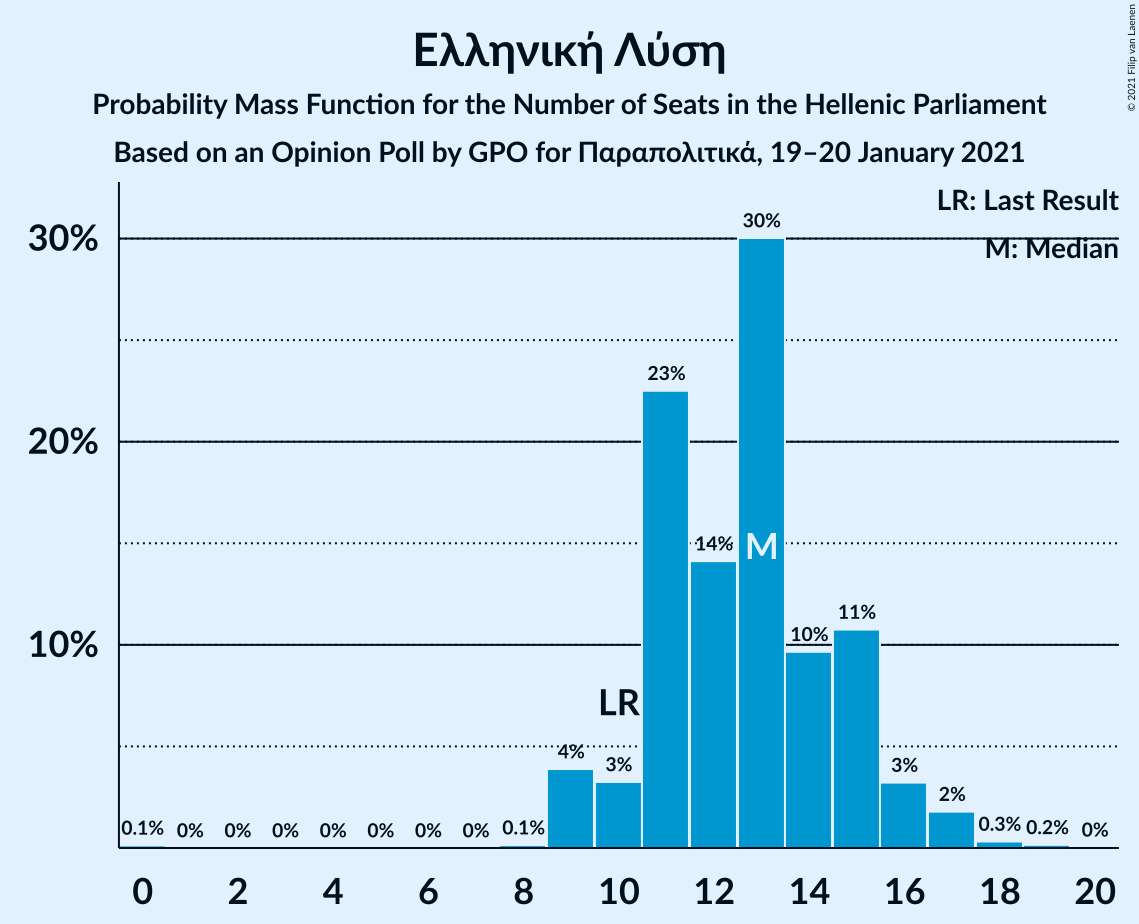 Ελληνική Λύση
Probability Mass Function for the Number of Seats in the Hellenic Parliament
Based on an Opinion Poll by GPO for Παραπολιτικά, 19–20 January 2021
© 2021 Filip van Laenen
LR: Last Result
M: Median
30%
20%
10%
0.1% 0% 0% 0% 0% 0% 0% 0% 0.1% 4% 3% 23% 14% 30% 10% 11% 3% 2% 0.3% 0.2% 0%
LR
M
0 2 4 6 8 10 12 14 16 18 20